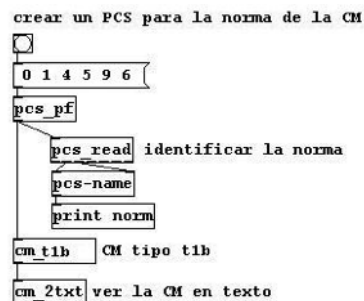 crear un PCS para la norma de la CM
0 1 4 5 9 6
pcs_pf
pcs_read identificar la norma
pcs-name
print norm
cm_t1b CM tipo t1b
cm_2txt ver la CM en texto